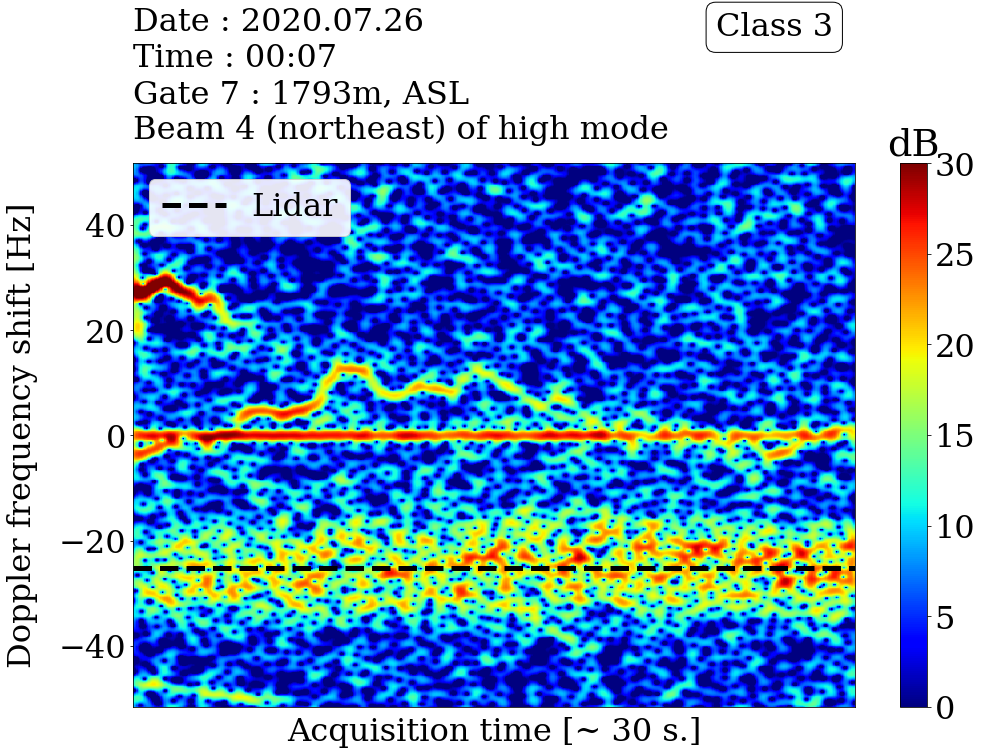 Date : 2020.07.26
Time : 00:07
Gate 7 : 1793m, ASL
Beam 4 (northeast) of high mode
Class 3
dB
Lidar
Doppler frequency shift [Hz]
40
20
0
−20
−40
30
25
20
15
10
5
0
Acquisition time [~ 30 s.]